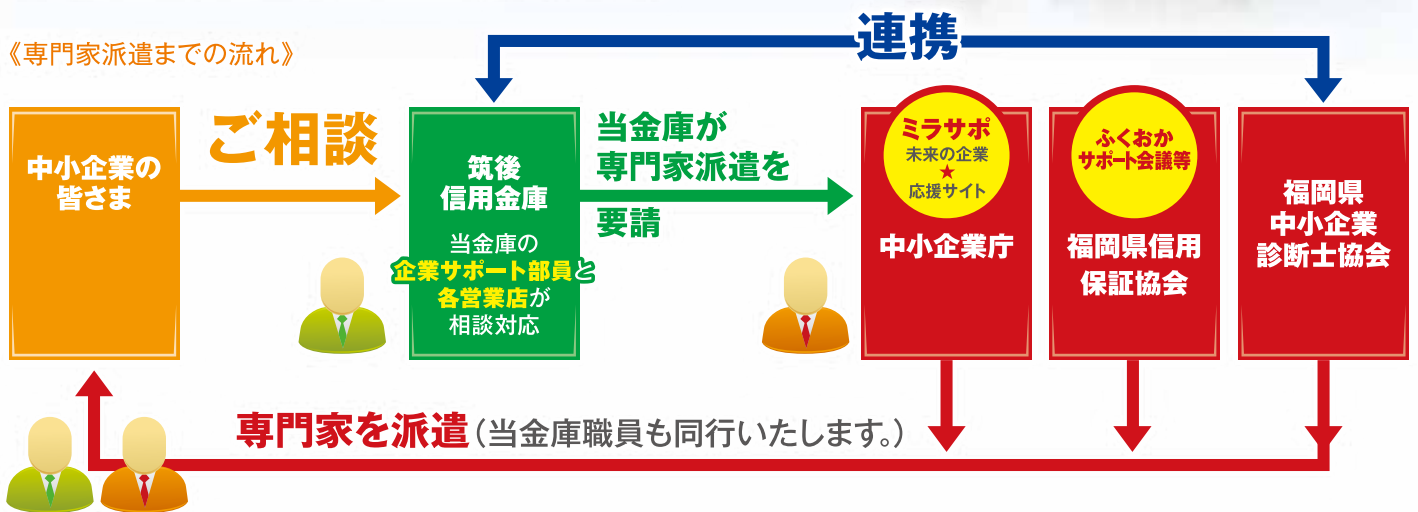 《専門家派遣までの流れ》
連携
中小企業の
皆さま
ご相談
筑後
信用金庫
当金庫の
企業サポート部員と
各営業店が
相談対応
当金庫が
専門家派遣を
要請
ミラサポ
未来の企業
★
応援サイト
中小企業庁
ふくおか
サポート会議等
福岡県信用
保証協会
福岡県
中小企業
診断士協会
専門家を派遣(当金庫職員も同行いたします。)